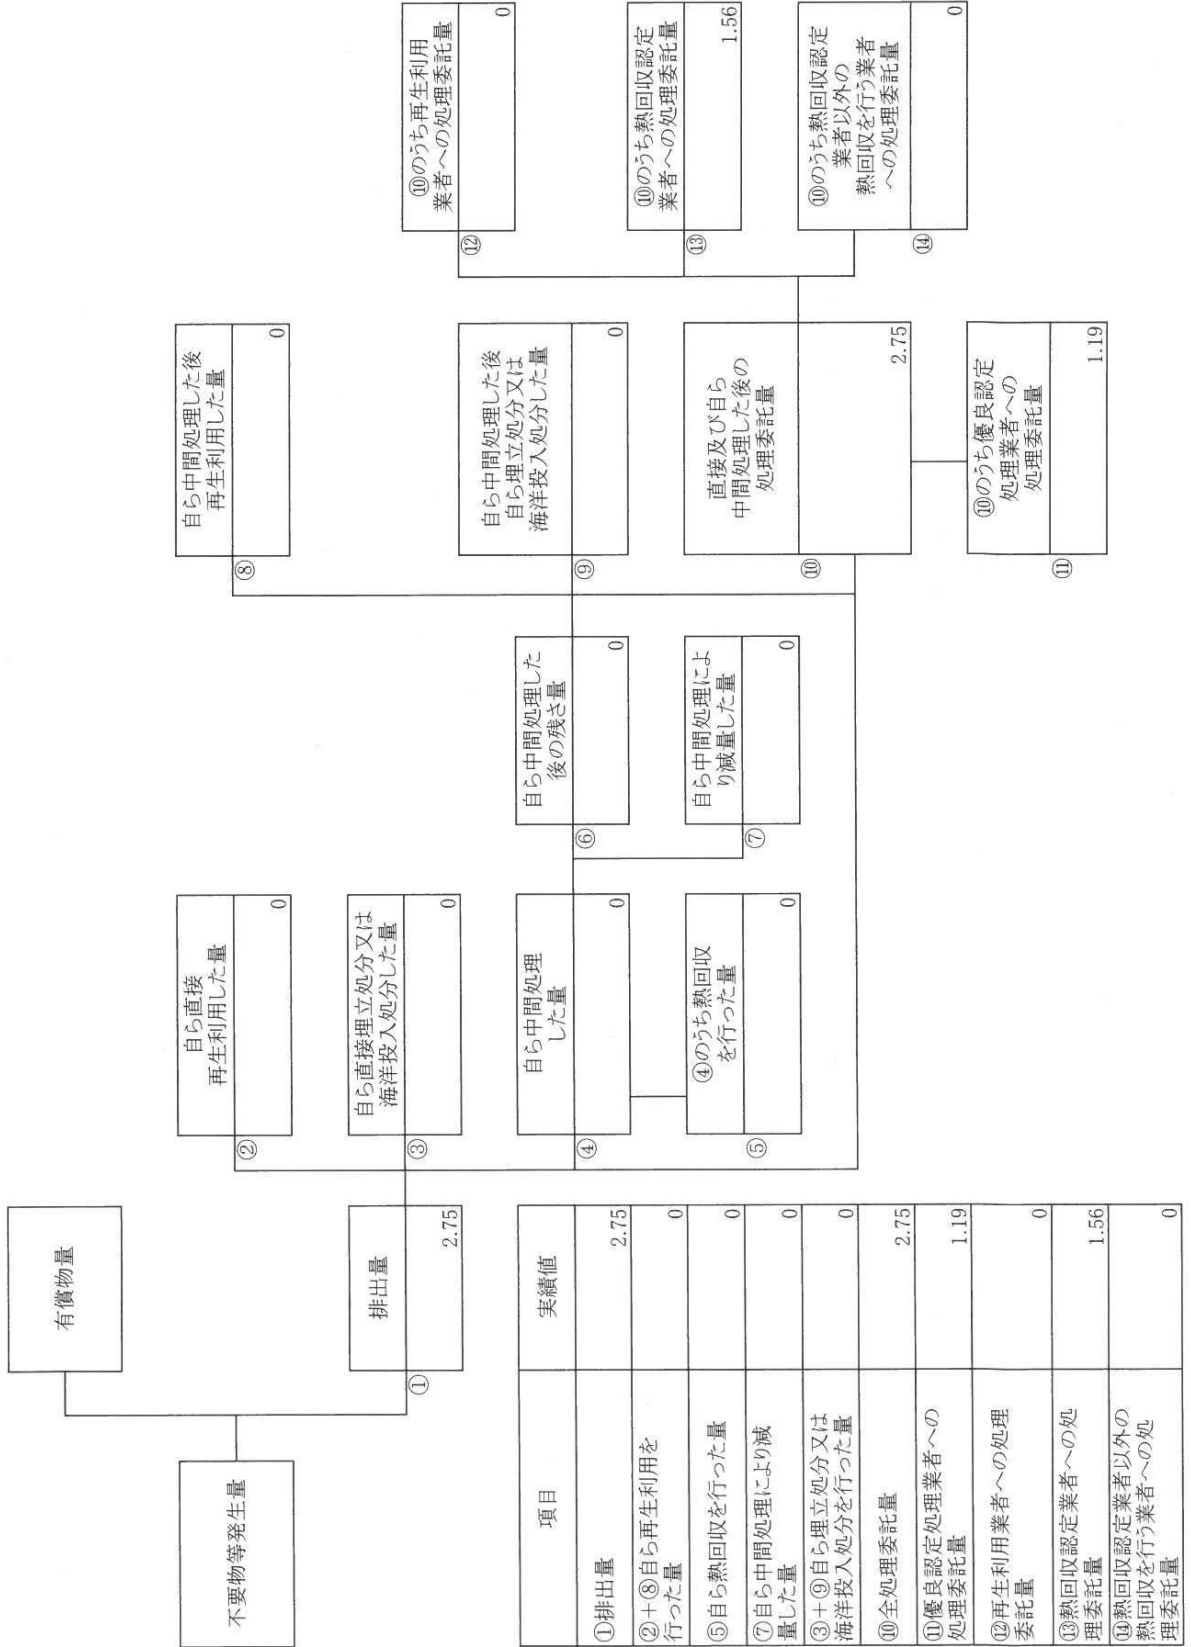 不要物等発生量
有償物量
①
排出量
2.75
②
自ら直接
再生利用した量
0
③
自ら直接埋立処分又は
海洋投入処分した量
0
④
自ら中間処理
した量
0
⑤
④のうち熱回収
を行った量
0
⑥
自ら中間処理した
後の残さ量
0
⑦
自ら中間処理によ
り減量した量
0
⑧
自ら中間処理した後
再生利用した量
0
⑨
自ら中間処理した後
自ら埋立処分又は
海洋投入処分した量
0
⑩
直接及び自ら
中間処理した後の
処理委託量
2.75
⑪
⑩のうち優良認定
処理業者への
処理委託量
1.19
⑫
⑩のうち再生利用
業者への処理委託量
0
⑬
⑩のうち熱回収認定
業者への処理委託量
1.56
⑭
⑩のうち熱回収認定
業者以外の
熱回収を行う業者
への処理委託量
0
項目 実績値
①排出量 2.75
②+⑧自ら再生利用を
行った量 0
⑤自ら熱回収を行った量 0
⑦自ら中間処理により減
量した量 0
③+⑨自ら埋立処分又は
海洋投入処分を行った量 0
⑩全処理委託量 2.75
⑪優良認定処理業者への
処理委託量 1.19
⑫再生利用業者への処理
委託量 0
⑬熱回収認定業者への処
理委託量 1.56
⑭熱回収認定業者以外の
熱回収を行う業者への処
理委託量 0